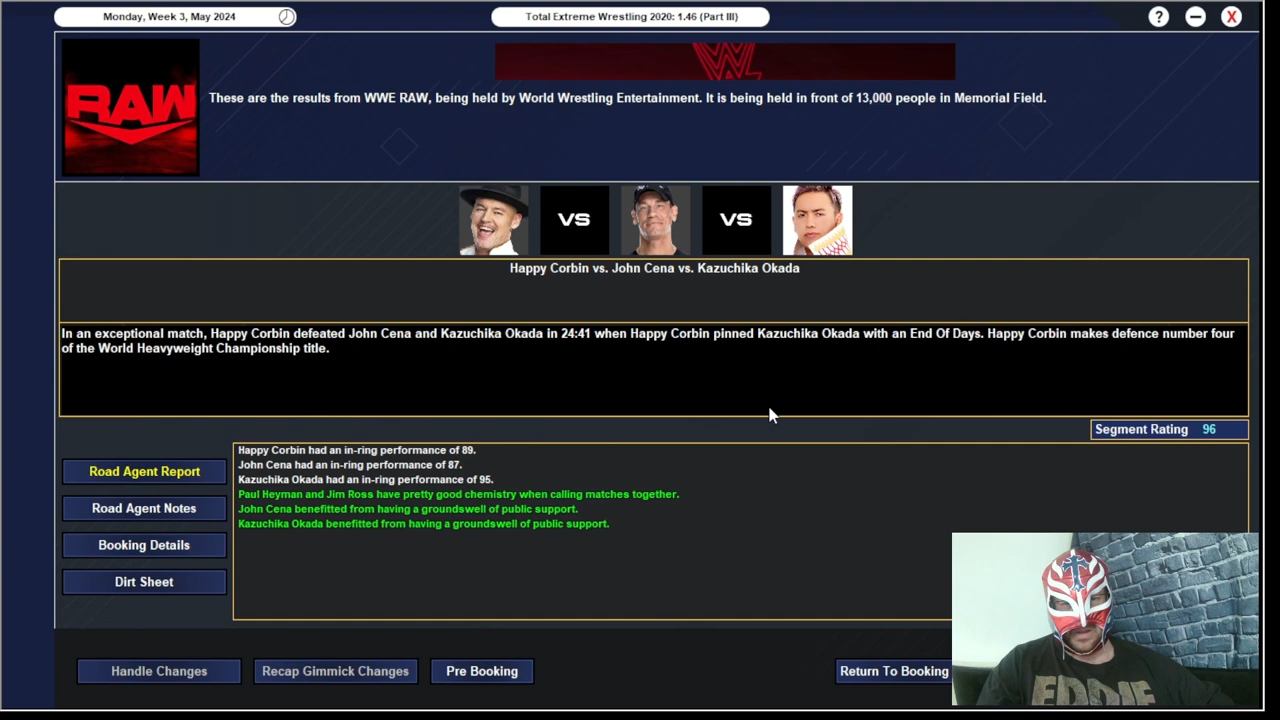 Monday, Week 3, May 2024
Total Extreme Wrestling 2020: 1.46 (Part III)
?
X
RAW
W
These are the results from WWE RAW, being held by World Wrestling Entertainment. It is being held in front of 13,000 people in Memorial Field.
VS
VS
Happy Corbin vs. John Cena vs. Kazuchika Okada
In an exceptional match, Happy Corbin defeated John Cena and Kazuchika Okada in 24:41 when Happy Corbin pinned Kazuchika Okada with an End Of Days. Happy Corbin makes defence number four
of the World Heavyweight Championship title.
Segment Rating 96
Road Agent Report
Road Agent Notes
Booking Details
Dirt Sheet
Happy Corbin had an in-ring performance of 89.
John Cena had an in-ring performance of 87.
Kazuchika Okada had an in-ring performance of 95.
Paul Heyman and Jim Ross have pretty good chemistry when calling matches together.
John Cena benefitted from having a groundswell of public support.
Kazuchika Okada benefitted from having a groundswell of public support.
Handle Changes
Recap Gimmick Changes
Pre Booking
Return To Booking
EDDIE